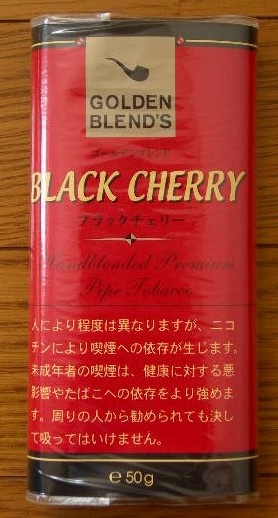 GOLDEN
BLEND'S
ゴールデンブレンド
BLACK CHERRY
ブラックチェリー
Handblended Premium
Pipe Tobacco
人により程度は異なりますが、ニコ
チンにより喫煙への依存が生じます。
未成年者の喫煙は、健康に対する悪
影響やたばこへの依存をより強めま
す。周りの人から勧められても決し
て吸ってはいけません。
℮50g